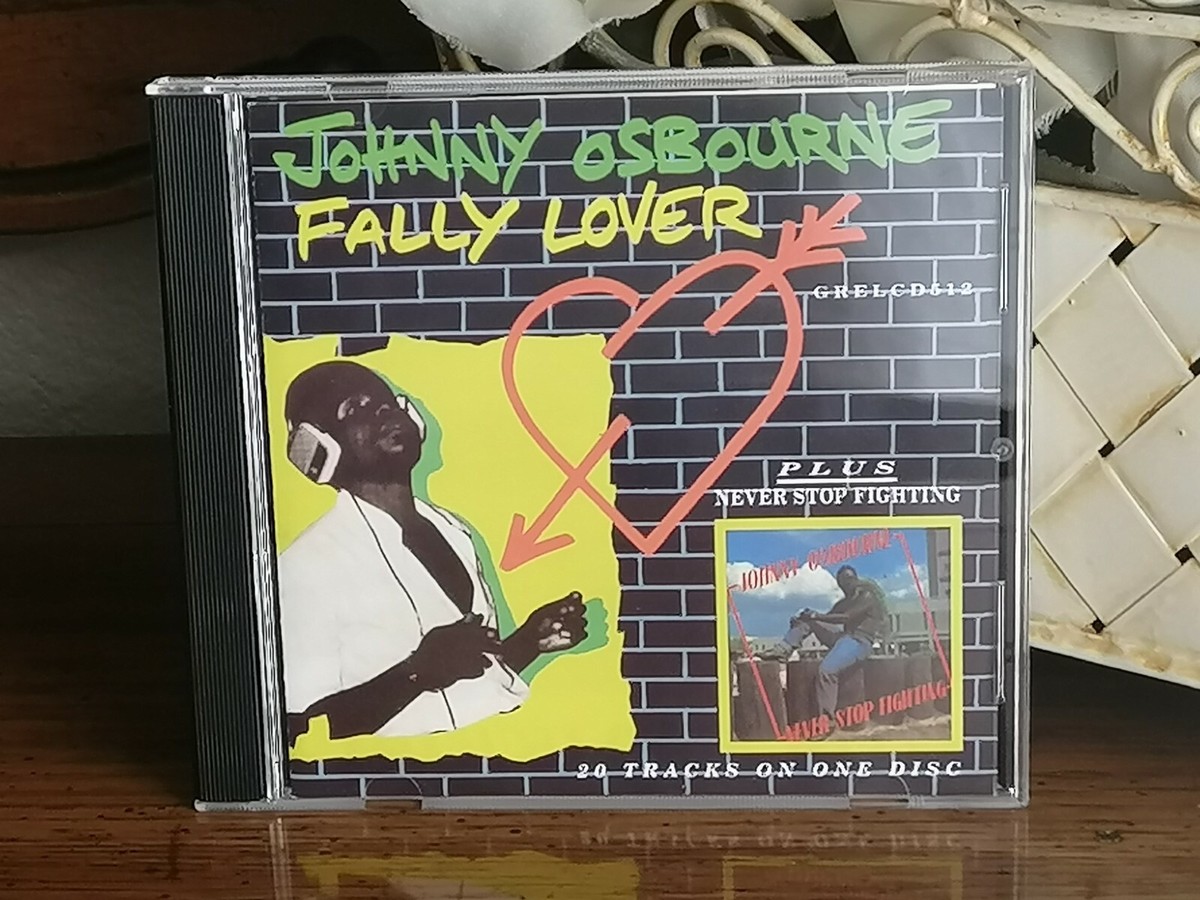 JOHNNY OSBOURNE
FALLY LOVER
GRELCD512
PLUS
NEVER STOP FIGHTING
JOHNNY OSBOURNE
NEVER STOP FIGHTING
20 TRACKS ON ONE DISC